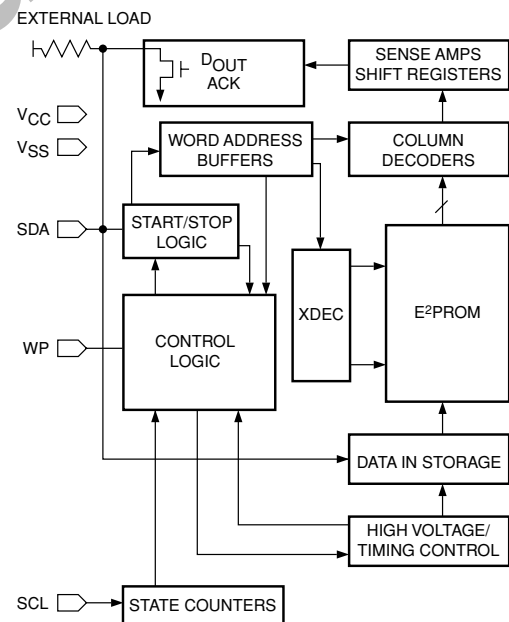 EXTERNAL LOAD
DOUT
ACK
SENSE AMPS
SHIFT REGISTERS
VCC
VSS
WORD ADDRESS
BUFFERS
COLUMN
DECODERS
SDA
START/STOP
LOGIC
XDEC
E²PROM
WP
CONTROL
LOGIC
DATA IN STORAGE
HIGH VOLTAGE/
TIMING CONTROL
SCL
STATE COUNTERS